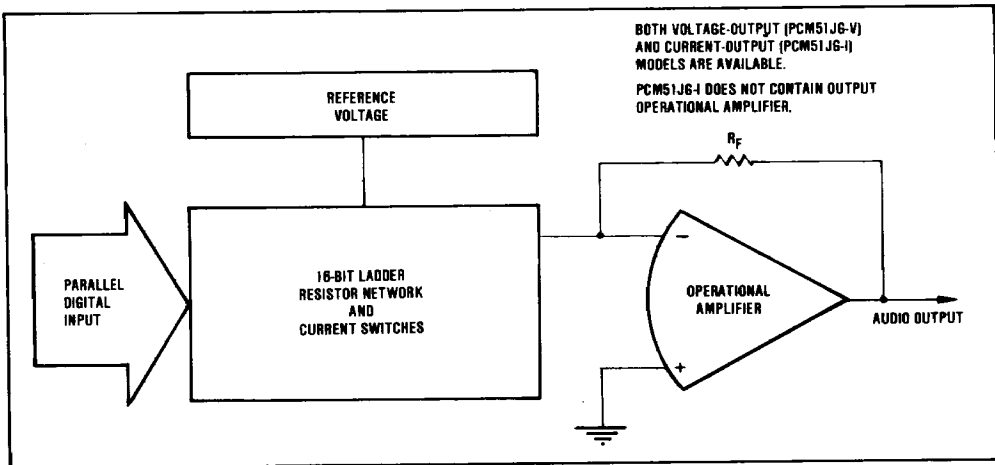 BOTH VOLTAGE-OUTPUT (PCM51JG-V)
AND CURRENT-OUTPUT (PCM51JG-I)
MODELS ARE AVAILABLE.
PCM51JG-I DOES NOT CONTAIN OUTPUT
OPERATIONAL AMPLIFIER.
REFERENCE
VOLTAGE
RF
PARALLEL
DIGITAL
INPUT
16-BIT LADDER
RESISTOR NETWORK
AND
CURRENT SWITCHES
−
OPERATIONAL
AMPLIFIER
+
AUDIO OUTPUT